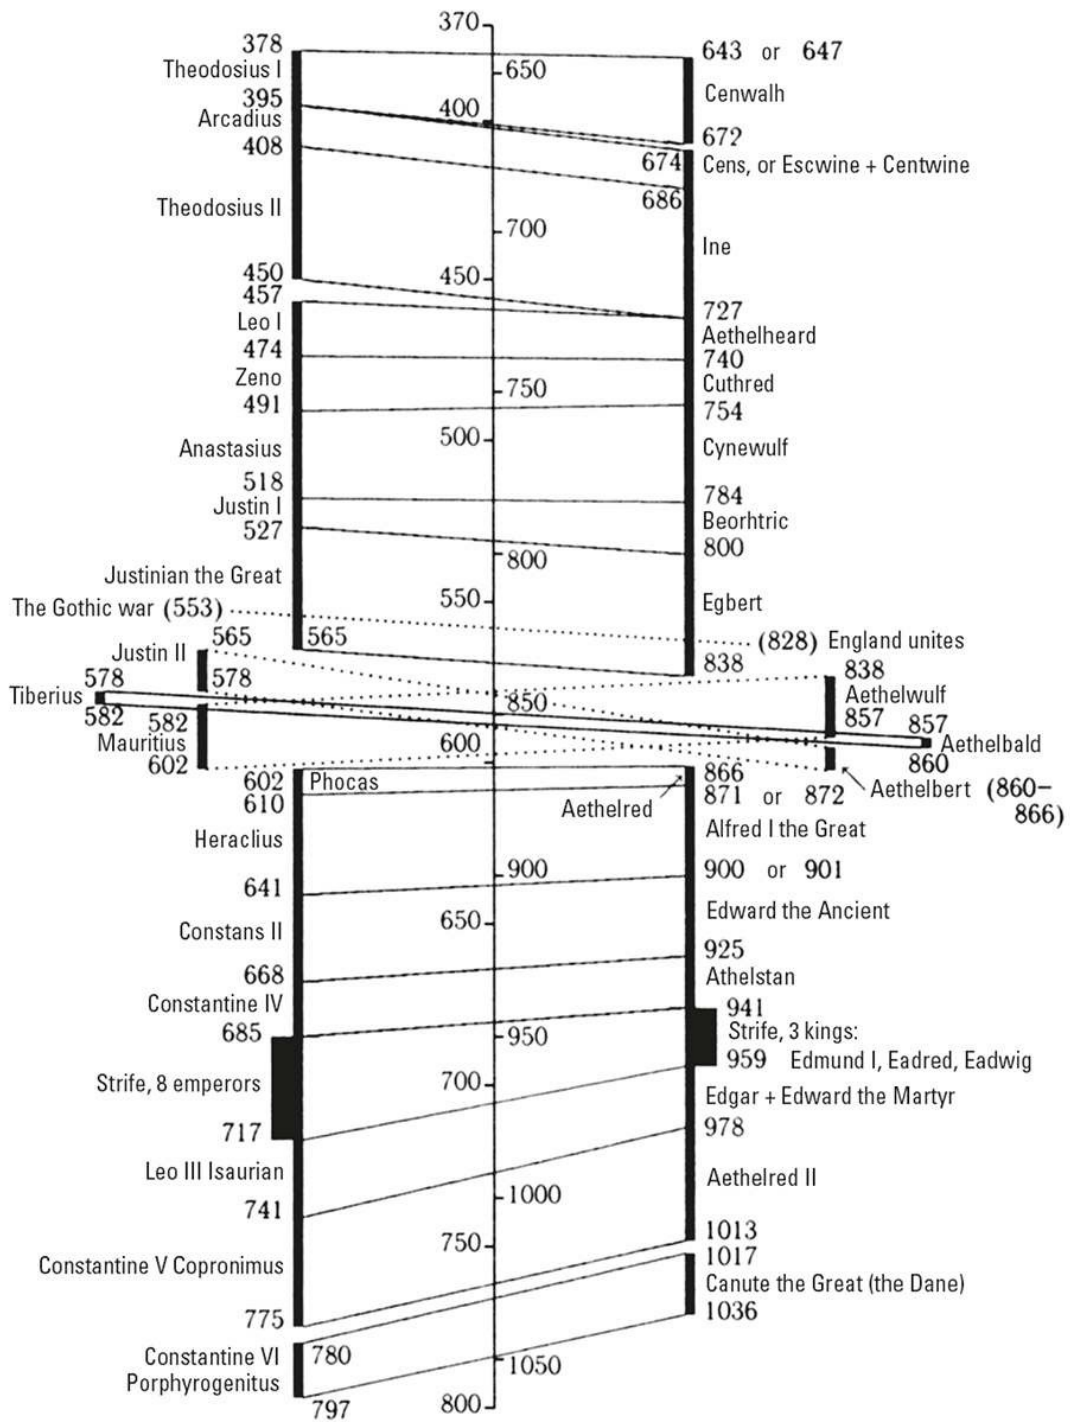 370
378
643 or 647
Theodosius I
650
Cenwalh
395
400
Arcadius
672
408
674
Cens, or Escwine + Centwine
686
Theodosius II
700
Ine
450
450
457
727
Leo I
Aethelheard
474
740
Zeno
750
Cuthred
491
754
500
Anastasius
Cynewulf
518
784
Justin I
Beorhtric
527
800
800
Justinian the Great
550
Egbert
The Gothic war (553)
565
565
(828) England unites
Justin II
838
838
578
578
Aethelwulf
Tiberius
850
857
857
582
582
Mauritius
600
Aethelbald
602
860
602
Phocas
866
610
Aethelred
871 or 872
Aethelbert (860–
866)
Heraclius
Alfred I the Great
900
900 or 901
641
650
Edward the Ancient
Constans II
925
668
Athelstan
Constantine IV
941
685
950
Strife, 3 kings:
959 Edmund I, Eadred, Eadwig
Strife, 8 emperors
700
Edgar + Edward the Martyr
717
978
Leo III Isaurian
Aethelred II
1000
741
1013
750
1017
Constantine V Copronimus
Canute the Great (the Dane)
775
1036
780
Constantine VI
Porphyrogenitus
1050
797
800